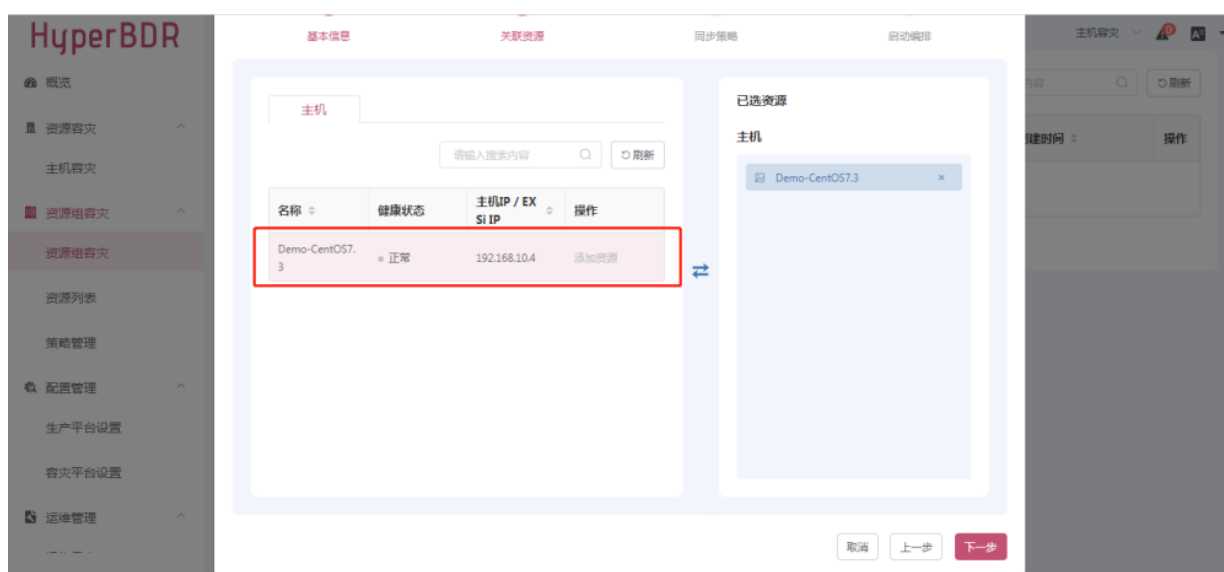 HyperBDR
概览
资源容灾
主机容灾
资源组容灾
资源组容灾
资源列表
策略管理
配置管理
生产平台设置
容灾平台设置
运维管理
基本信息
关联资源
同步策略
启动编排
主机
请输入搜索内容
刷新
名称
健康状态
主机IP / EX
Si IP
操作
Demo-CentOS7.
3
正常
192.168.10.4
添加资源
已选资源
主机
Demo-CentOS7.3
×
取消
上一步
下一步
主机容灾
内容
刷新
创建时间
操作